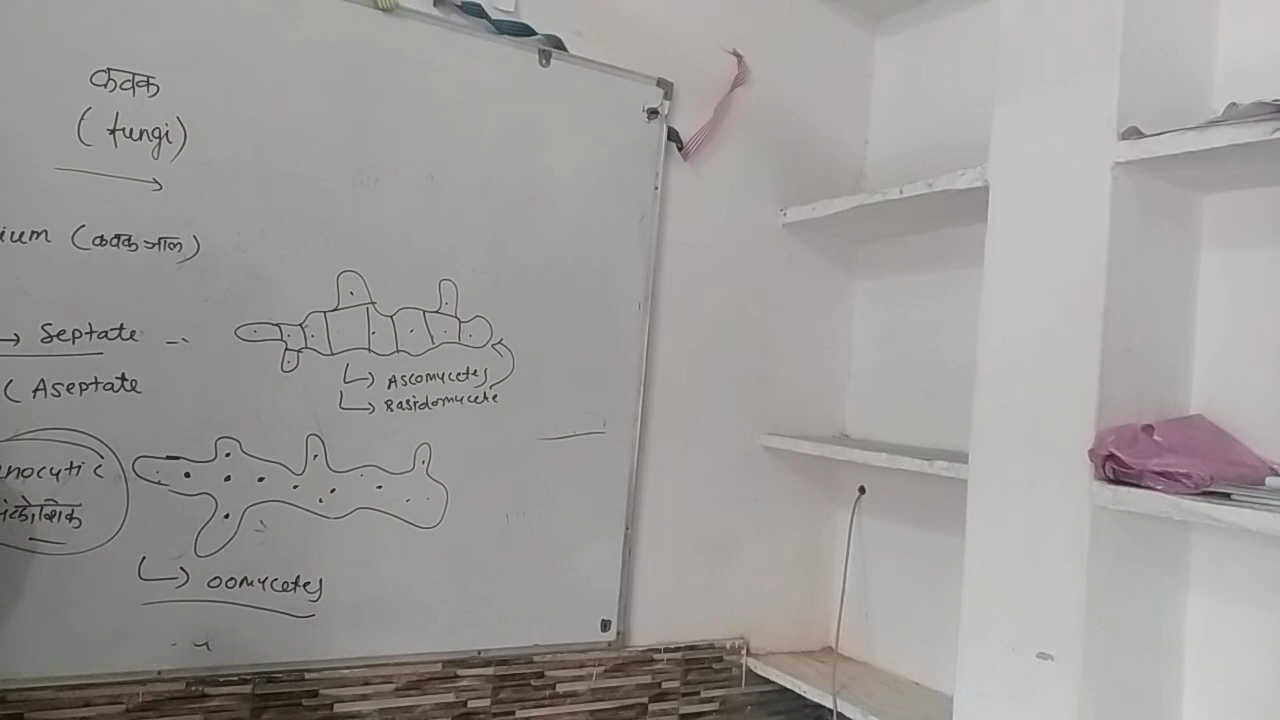 कवक
(fungi)
ium (कवक जाल)
→ Septate
(Aseptate
↳ Ascomycetes
↳ Basidomycete
nocytic
↳ oomycetes